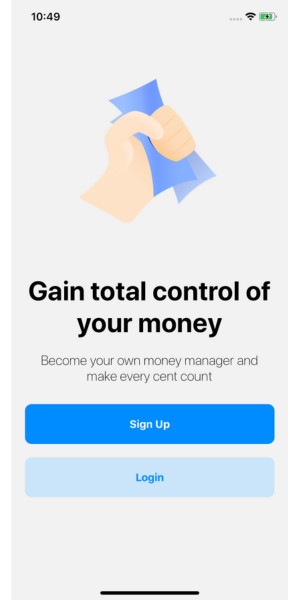 10:49
Gain total control of
your money
Become your own money manager and
make every cent count
Sign Up
Login